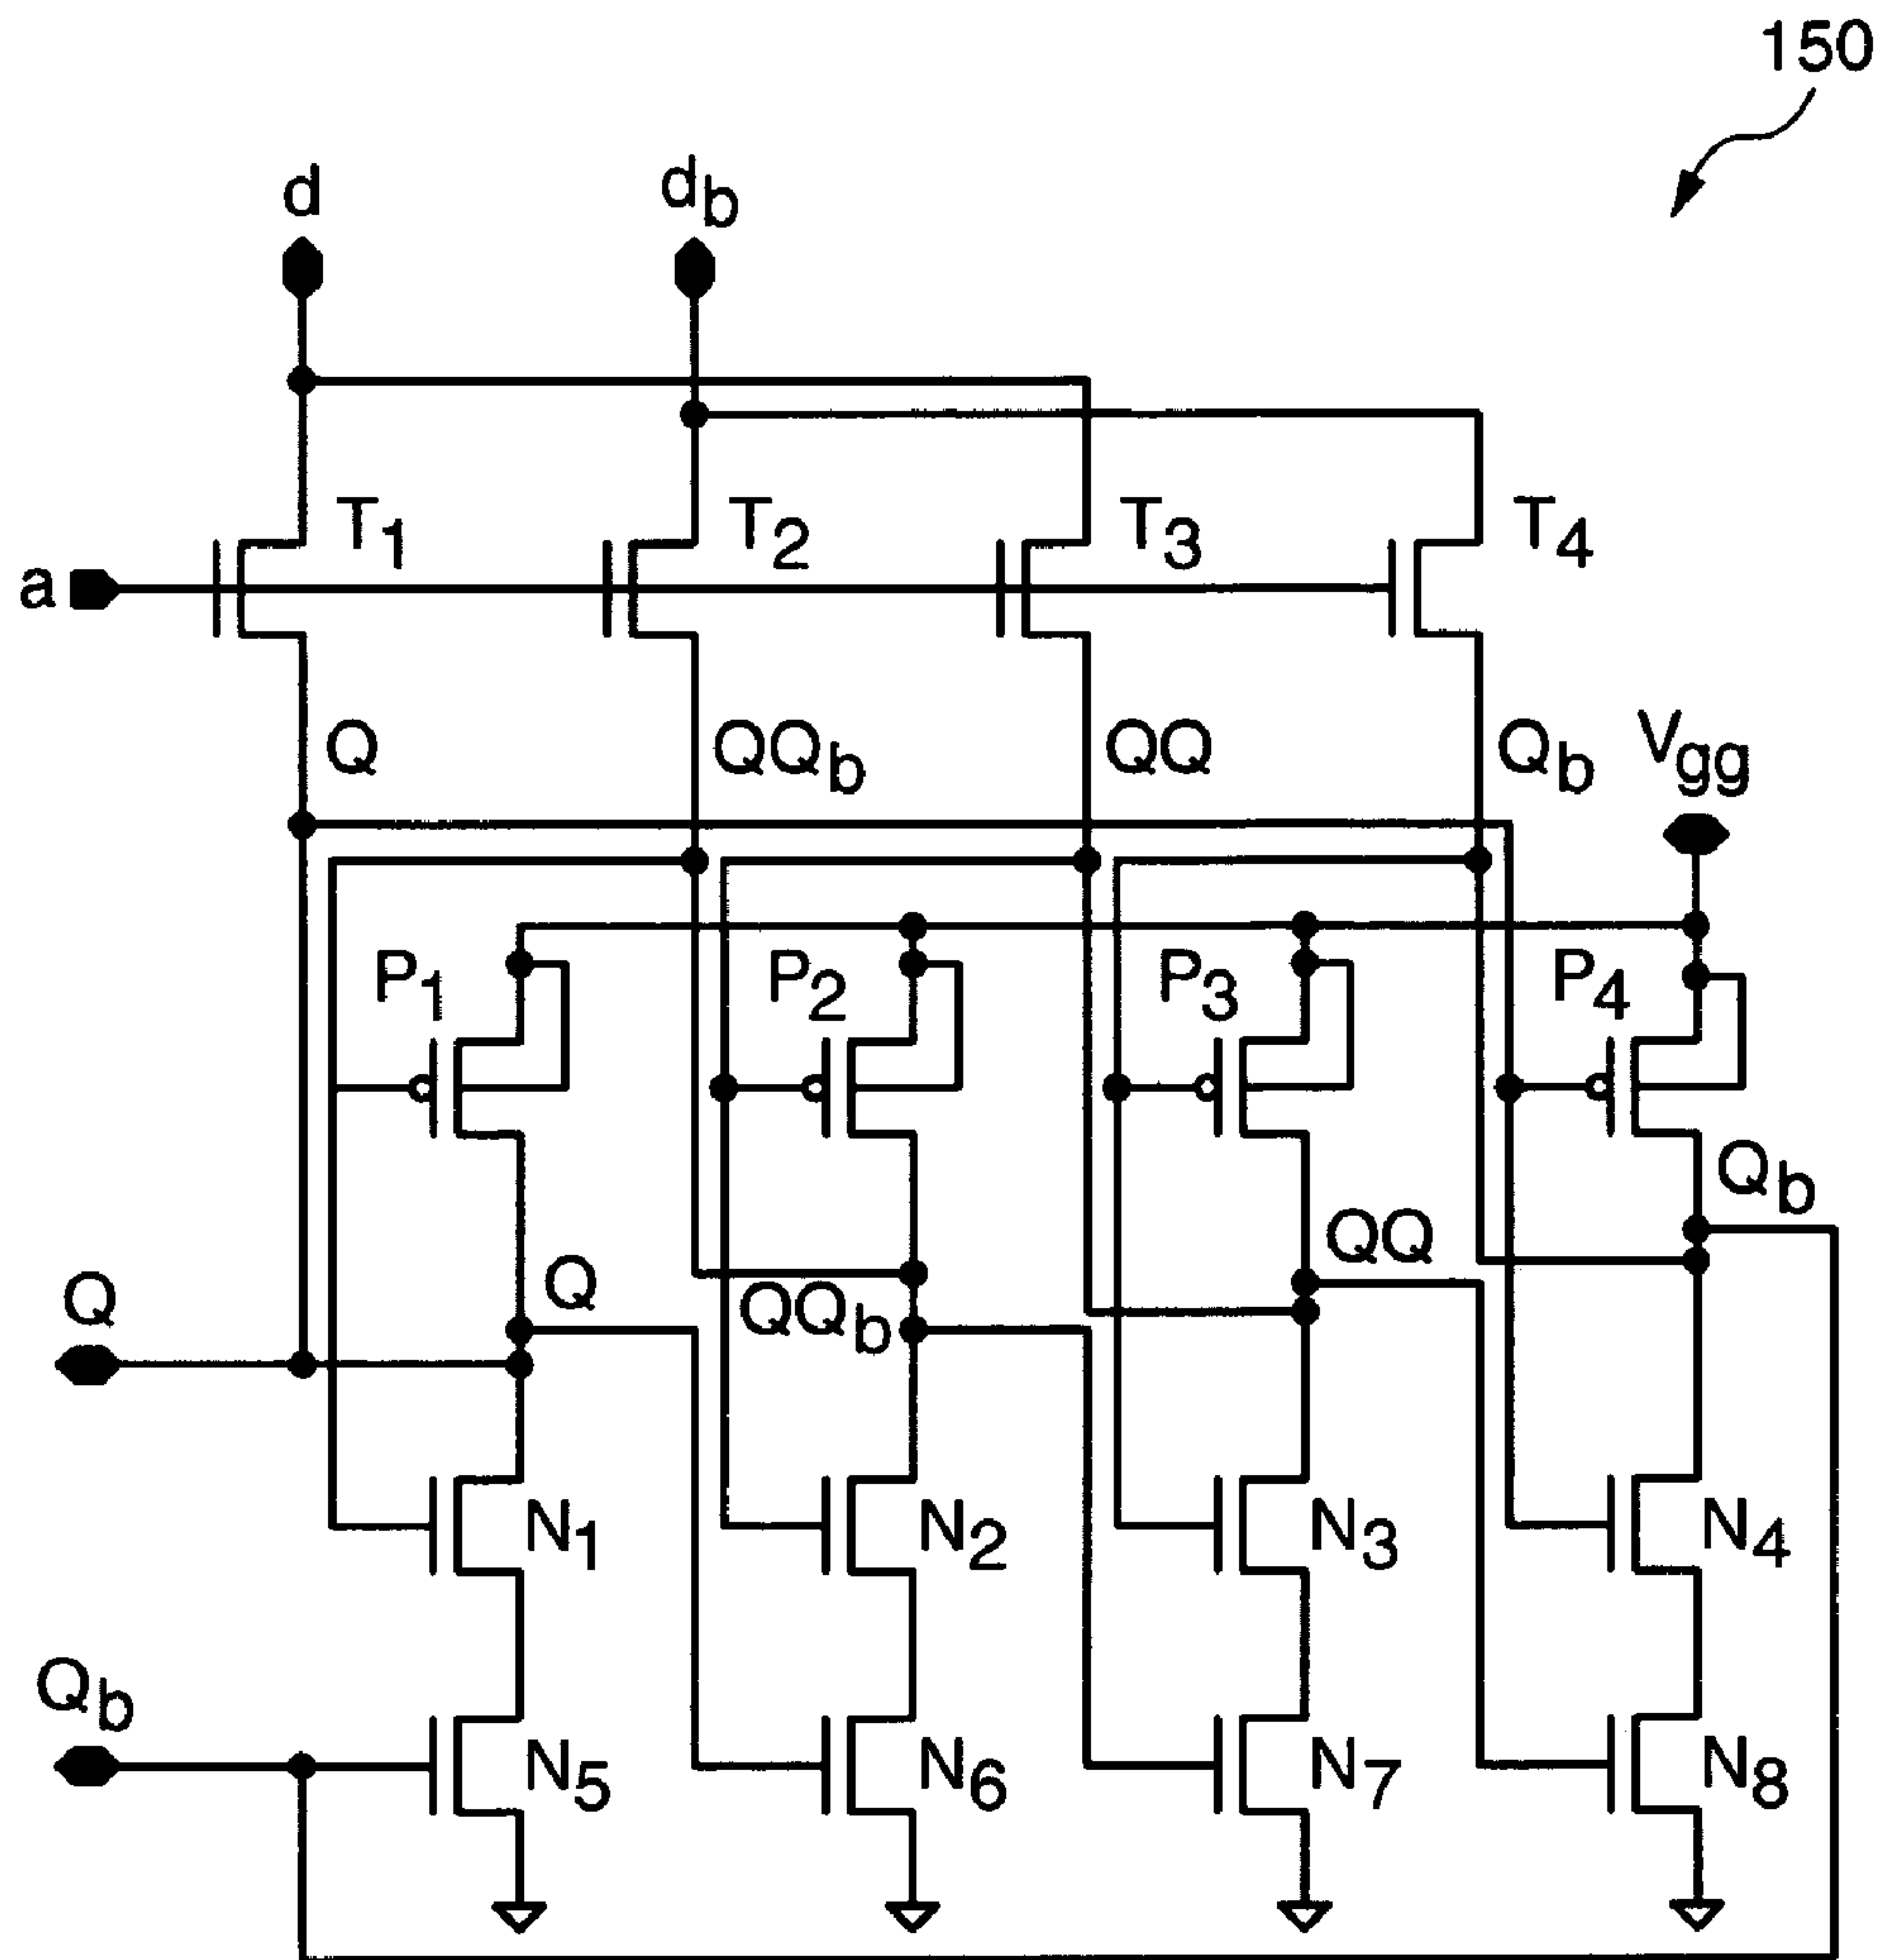 150
d
d_b
T_1
T_2
T_3
T_4
a
Q
QQ_b
QQ
Q_b
V_gg
P_1
P_2
P_3
P_4
Q_b
QQ
Q
Q
QQ_b
N_1
N_2
N_3
N_4
Q_b
N_5
N_6
N_7
N_8